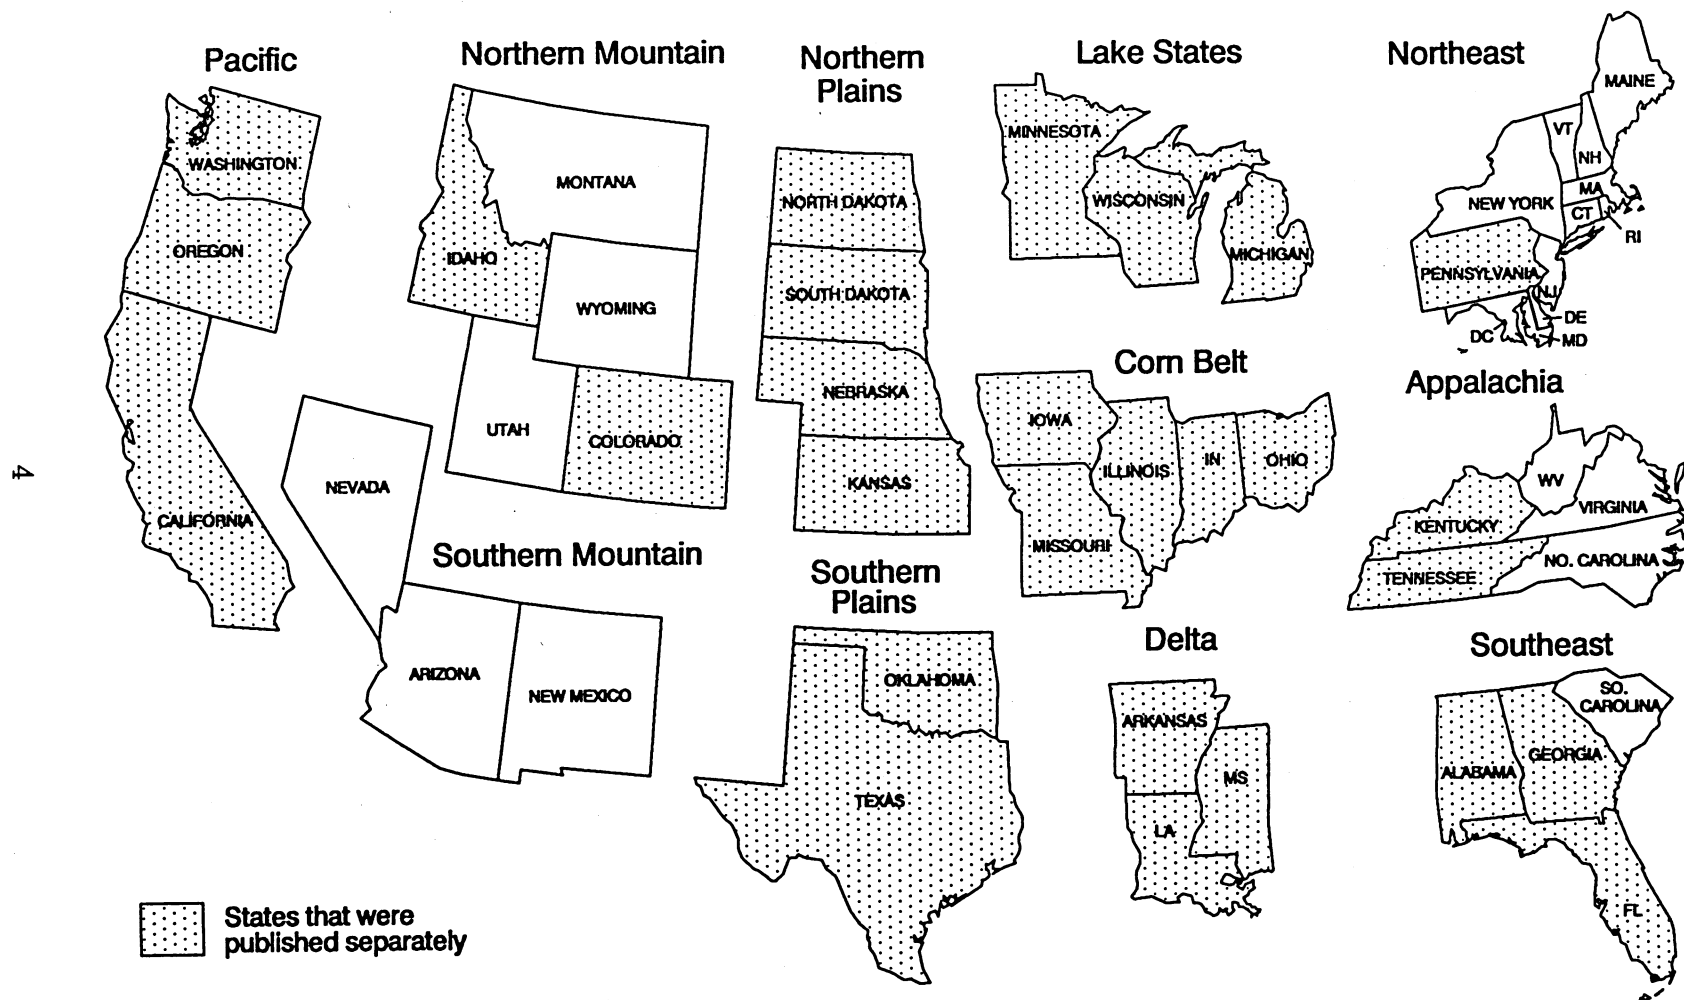 Pacific
WASHINGTON
OREGON
CALIFORNIA
Northern Mountain
MONTANA
IDAHO
WYOMING
UTAH
COLORADO
NEVADA
Southern Mountain
ARIZONA
NEW MEXICO
Northern
Plains
NORTH DAKOTA
SOUTH DAKOTA
NEBRASKA
KANSAS
Southern
Plains
OKLAHOMA
TEXAS
Lake States
MINNESOTA
WISCONSIN
MICHIGAN
Corn Belt
IOWA
ILLINOIS
IN
OHIO
MISSOURI
Delta
ARKANSAS
MS
LA
Northeast
MAINE
VT
NH
MA
NEW YORK
CT
RI
PENNSYLVANIA
NJ
DE
DC
MD
Appalachia
WV
VIRGINIA
KENTUCKY
NO. CAROLINA
TENNESSEE
Southeast
SO.
CAROLINA
GEORGIA
ALABAMA
FL
4
States that were
published separately